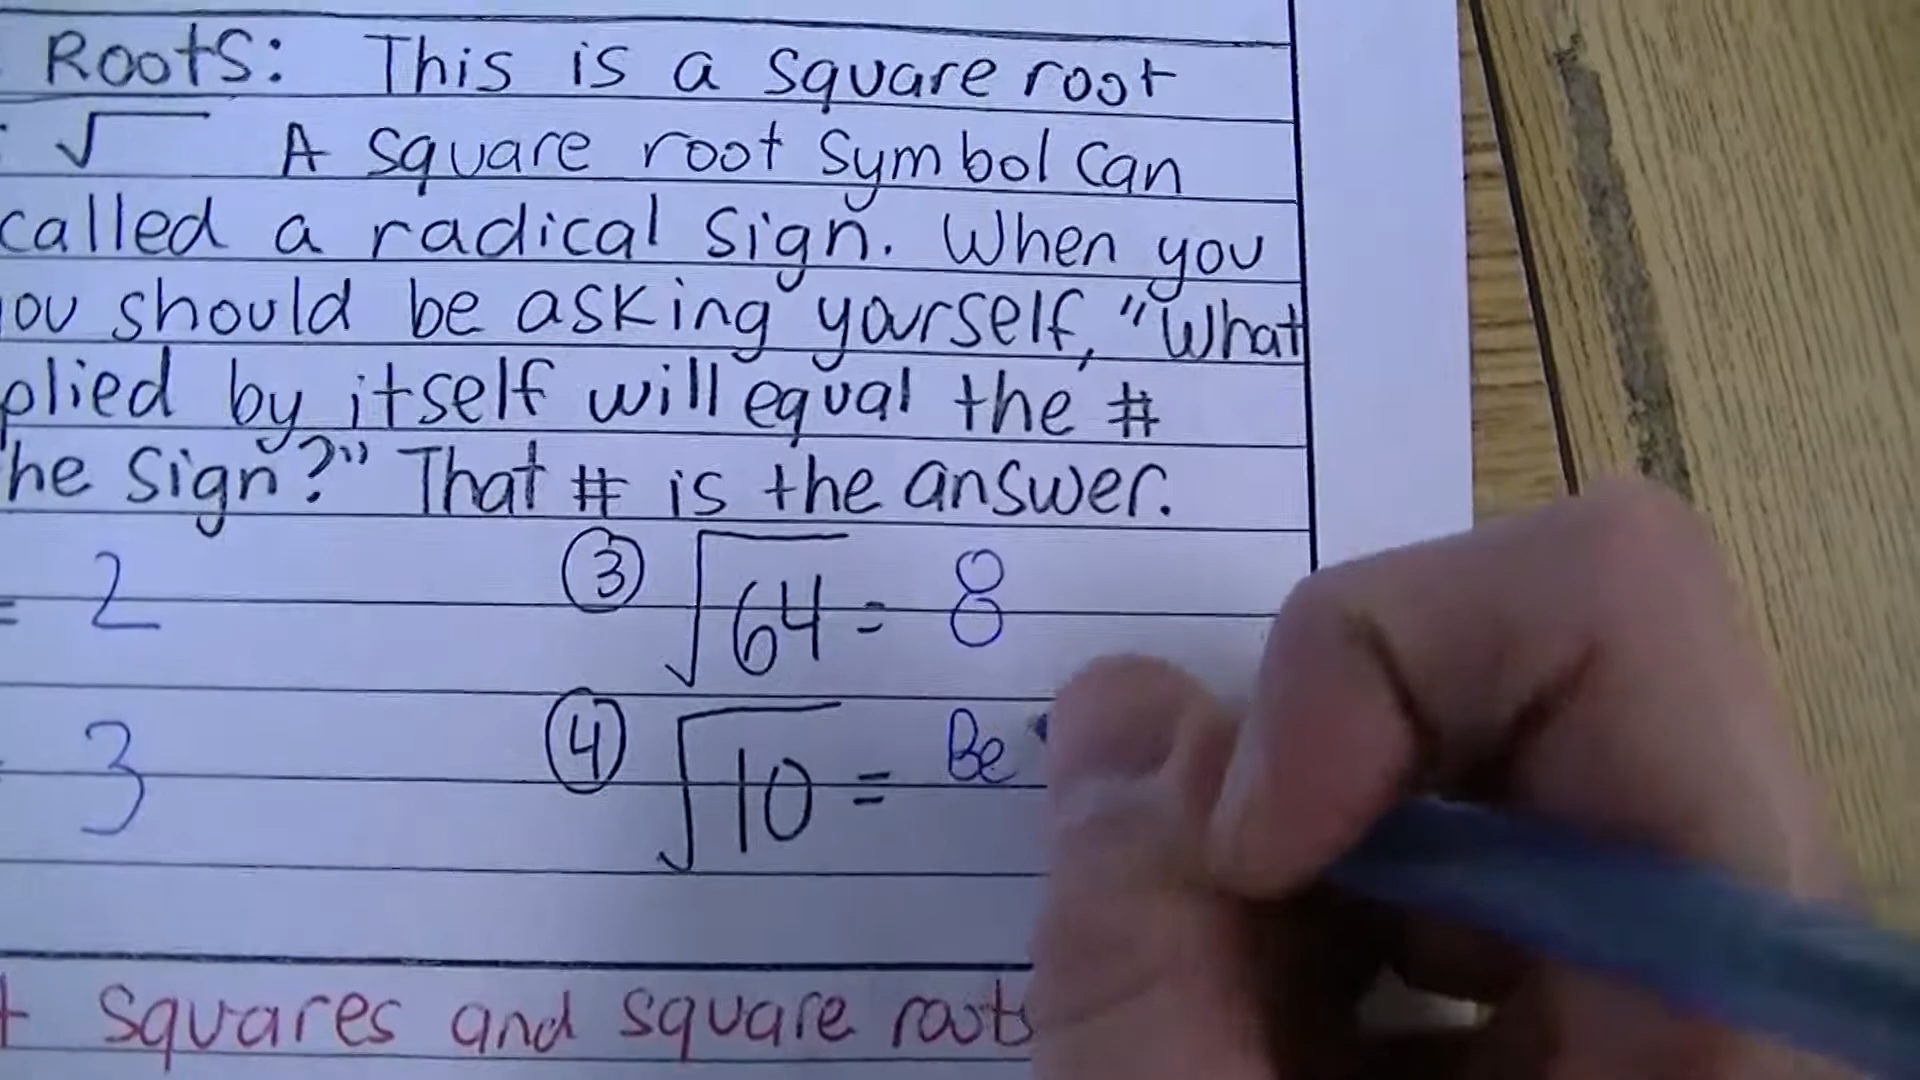 Roots: This is a square root
: √ A square root symbol can
called a radical sign. When you
ou should be asking yourself, "What
plied by itself will equal the #
he sign?" That # is the answer.
= 2 ③ √64 = 8
3 ④ √10 = Be
squares and square roots